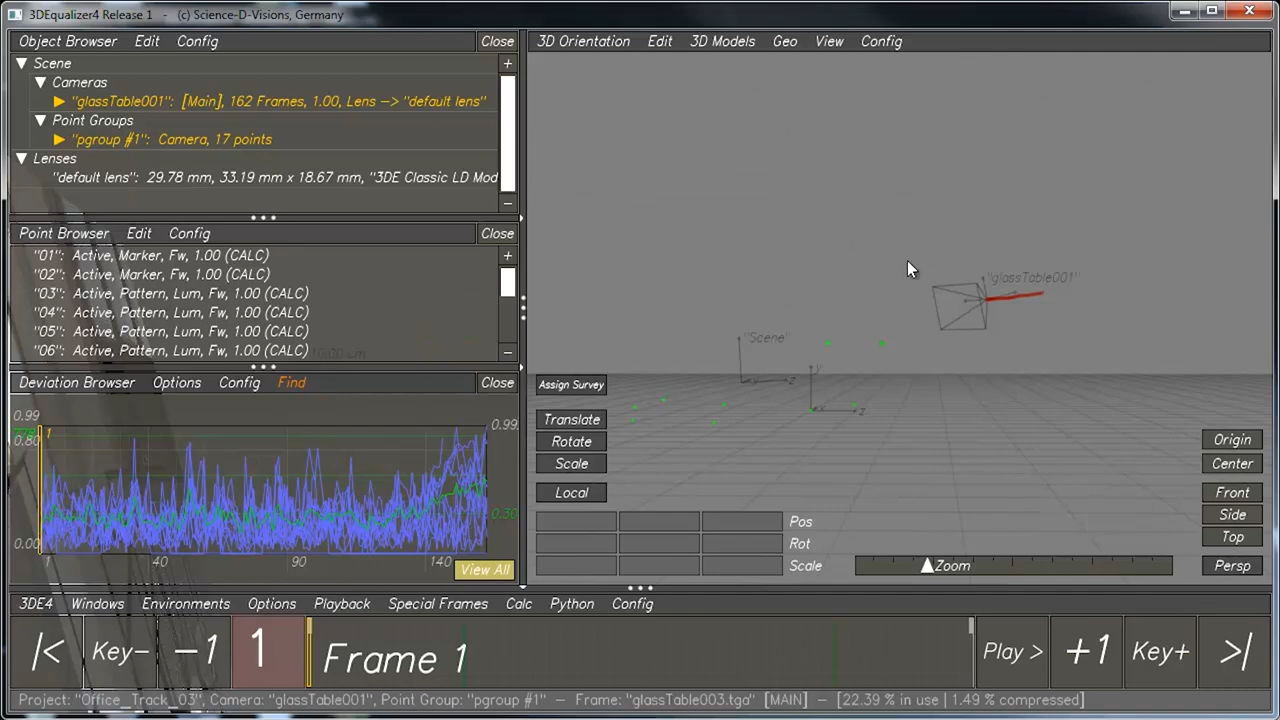 3DEqualizer4 Release 1  -  (c) Science-D-Visions, Germany
Object Browser Edit Config Close
Scene +
Cameras
"glassTable001": [Main], 162 Frames, 1.00, Lens -> "default lens"
Point Groups
"pgroup #1": Camera, 17 points
Lenses
"default lens": 29.78 mm, 33.19 mm x 18.67 mm, "3DE Classic LD Mod
-
Point Browser Edit Config Close
"01": Active, Marker, Fw, 1.00 (CALC) +
"02": Active, Marker, Fw, 1.00 (CALC)
"03": Active, Pattern, Lum, Fw, 1.00 (CALC)
"04": Active, Pattern, Lum, Fw, 1.00 (CALC)
"05": Active, Pattern, Lum, Fw, 1.00 (CALC)
"06": Active, Pattern, Lum, Fw, 1.00 (CALC) -
Deviation Browser Options Config Find Close
0.99 0.99
0.80 1
0.30
0.00
1 40 90 140
View All
3D Orientation Edit 3D Models Geo View Config
"glassTable001"
"Scene"
z
y
x z
Assign Survey
Translate
Rotate
Scale
Local
Pos
Rot
Scale
Zoom
Origin
Center
Front
Side
Top
Persp
3DE4 Windows Environments Options Playback Special Frames Calc Python Config
|< Key- -1 1 Frame 1 Play > +1 Key+ >|
Project: "Office_Track_03", Camera: "glassTable001", Point Group: "pgroup #1" - Frame: "glassTable003.tga" [MAIN] - [22.39 % in use | 1.49 % compressed]